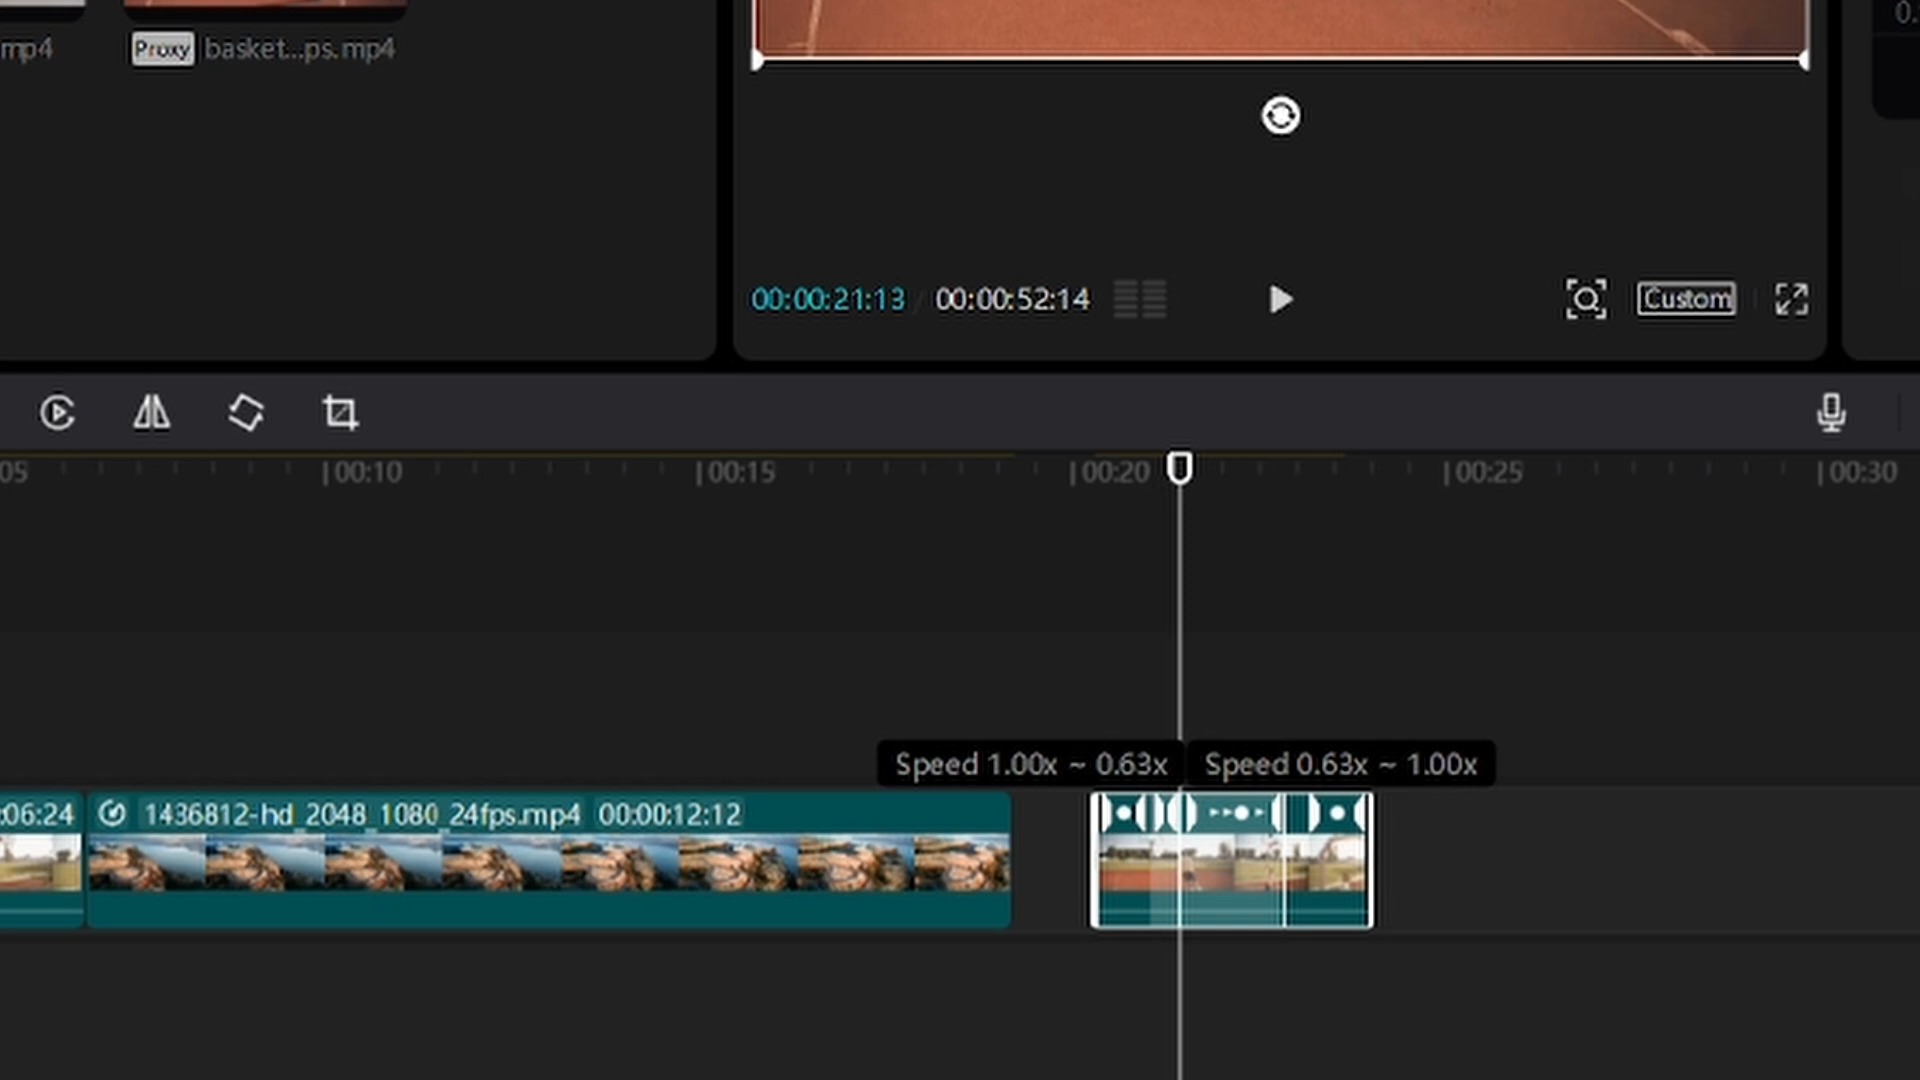 mp4
Proxy basket...ps.mp4
0.
00:00:21:13 / 00:00:52:14
Custom
05 |00:10 |00:15 |00:20 |00:25 |00:30
Speed 1.00x ~ 0.63x Speed 0.63x ~ 1.00x
:06:24 1436812-hd_2048_1080_24fps.mp4 00:00:12:12